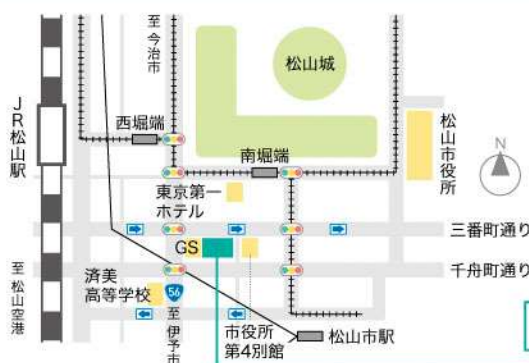 至 今治市
松山城
JR松山駅
西堀端
南堀端
松山市役所
N
東京第一
ホテル
三番町通り
GS
千舟町通り
至 松山空港
済美
高等学校
56
至 伊予市
市役所
第4別館
松山市駅